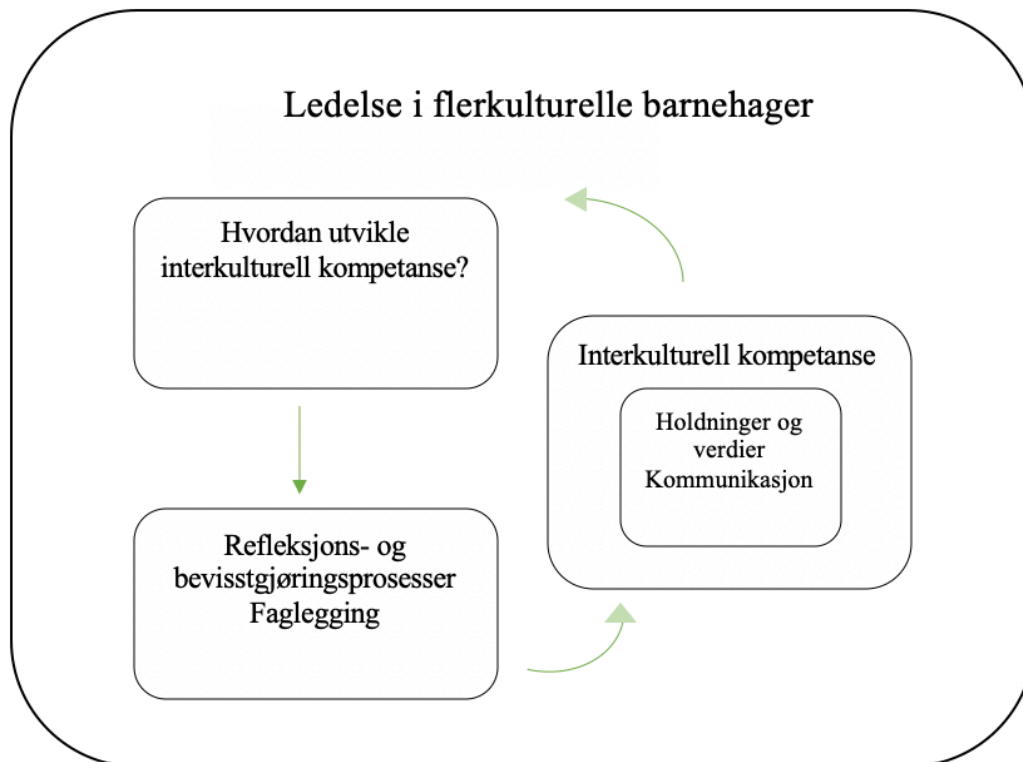 Ledelse i flerkulturelle barnehager
Hvordan utvikle
interkulturell kompetanse?
Refleksjons- og
bevisstgjøringsprosesser
Faglegging
Interkulturell kompetanse
Holdninger og
verdier
Kommunikasjon